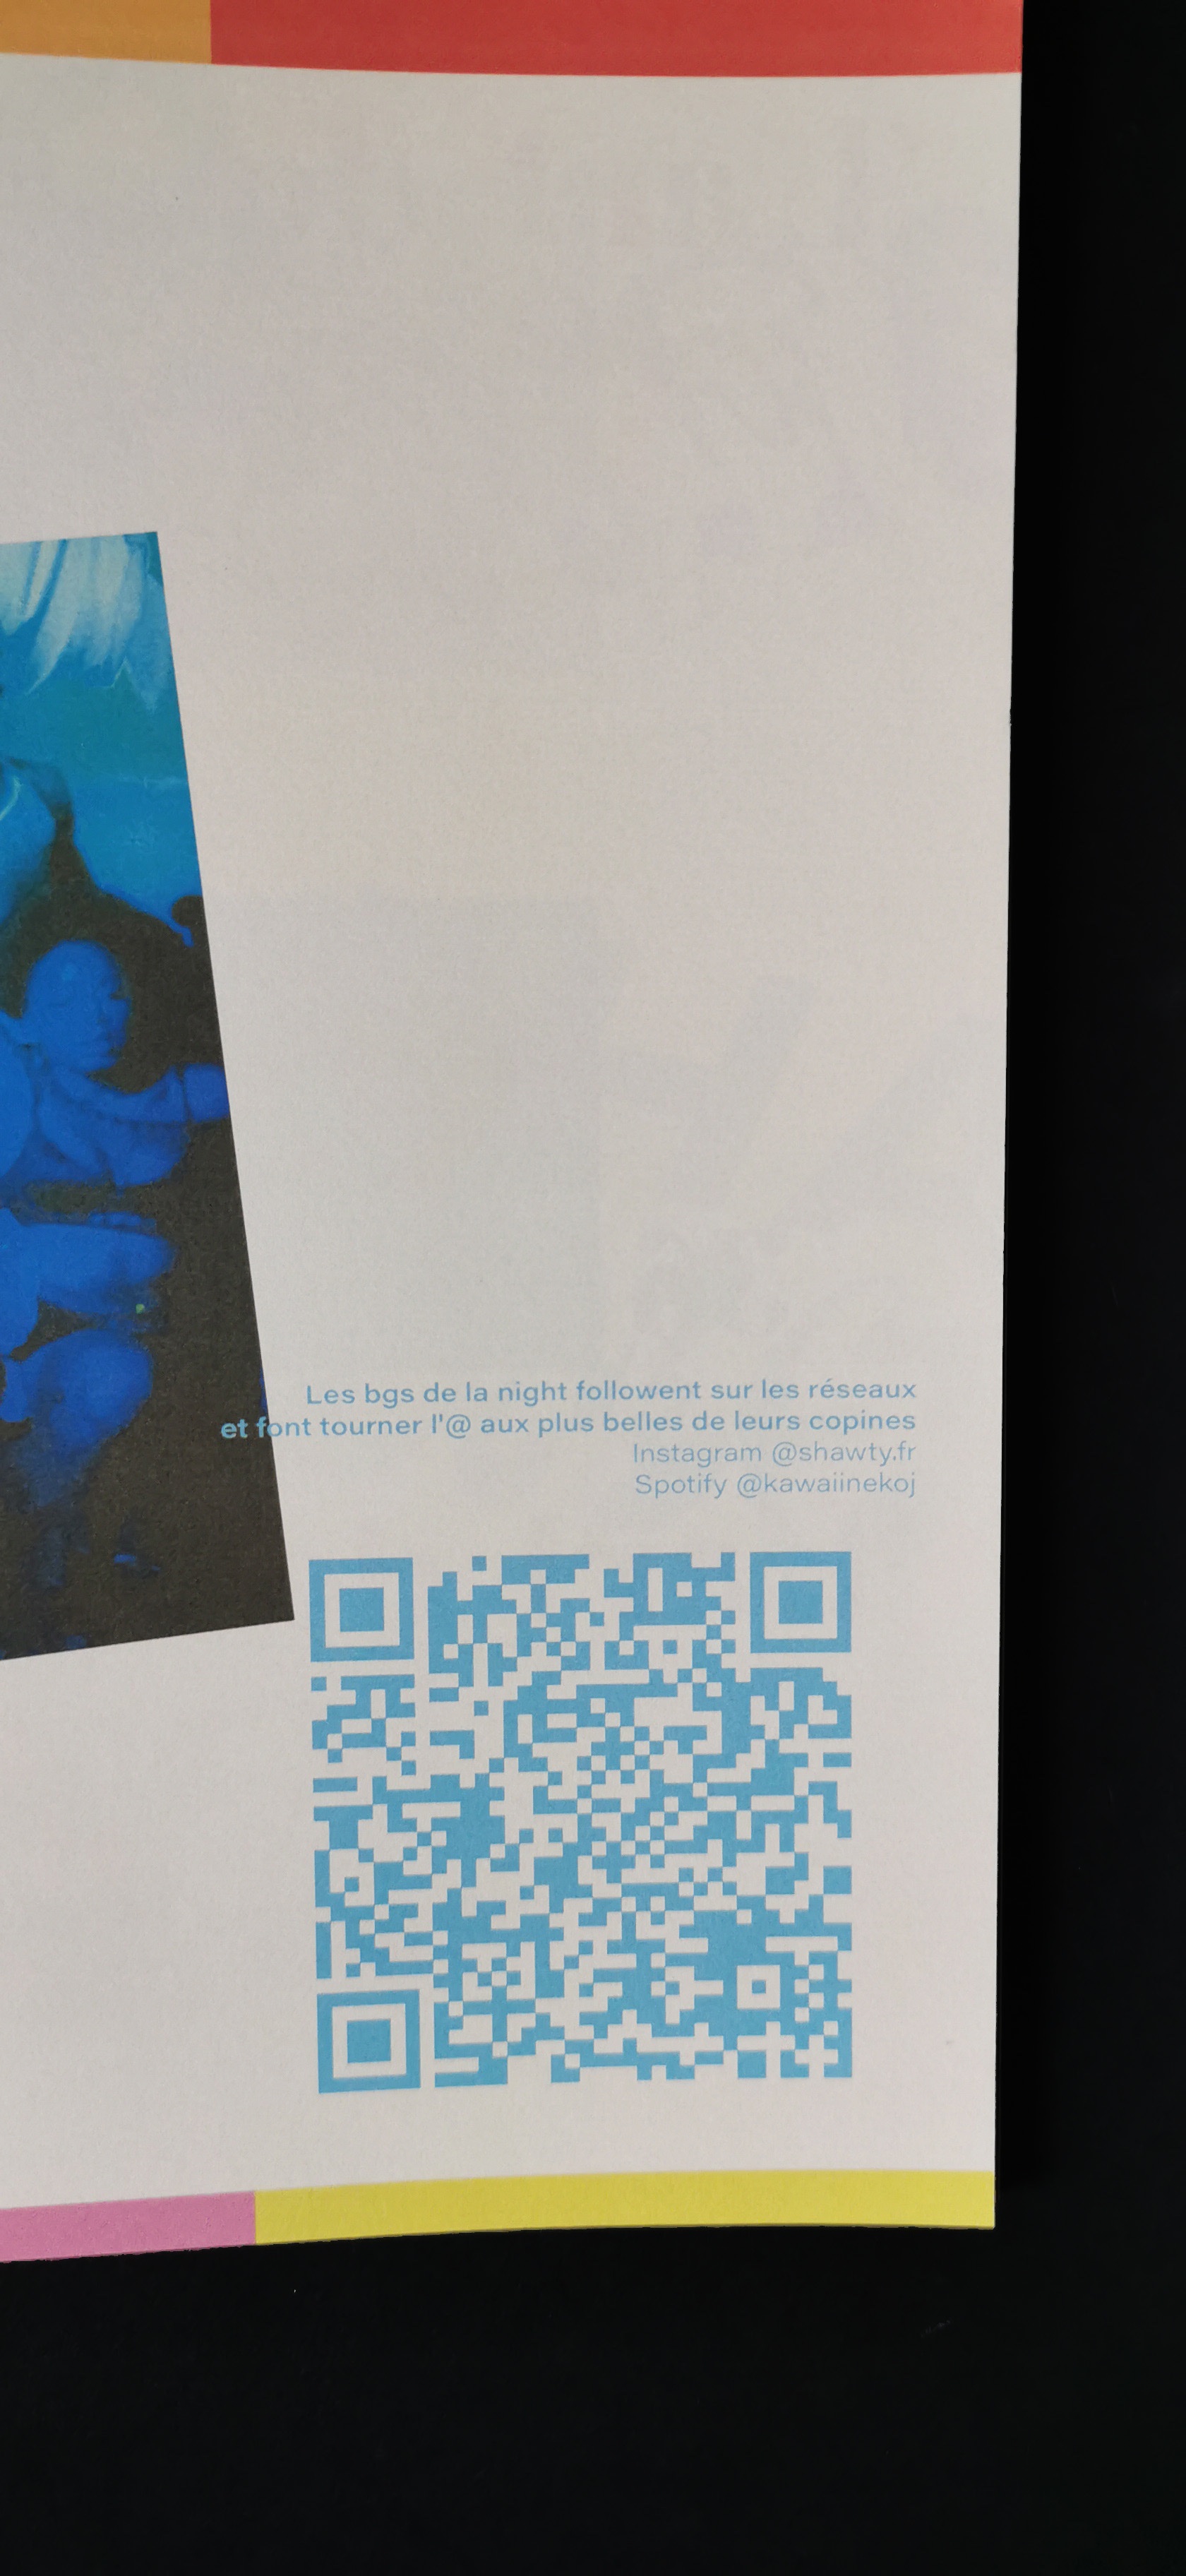 Les bgs de la night followent sur les réseaux
et font tourner l'@ aux plus belles de leurs copines
Instagram @shawty.fr
Spotify @kawaiinekoj